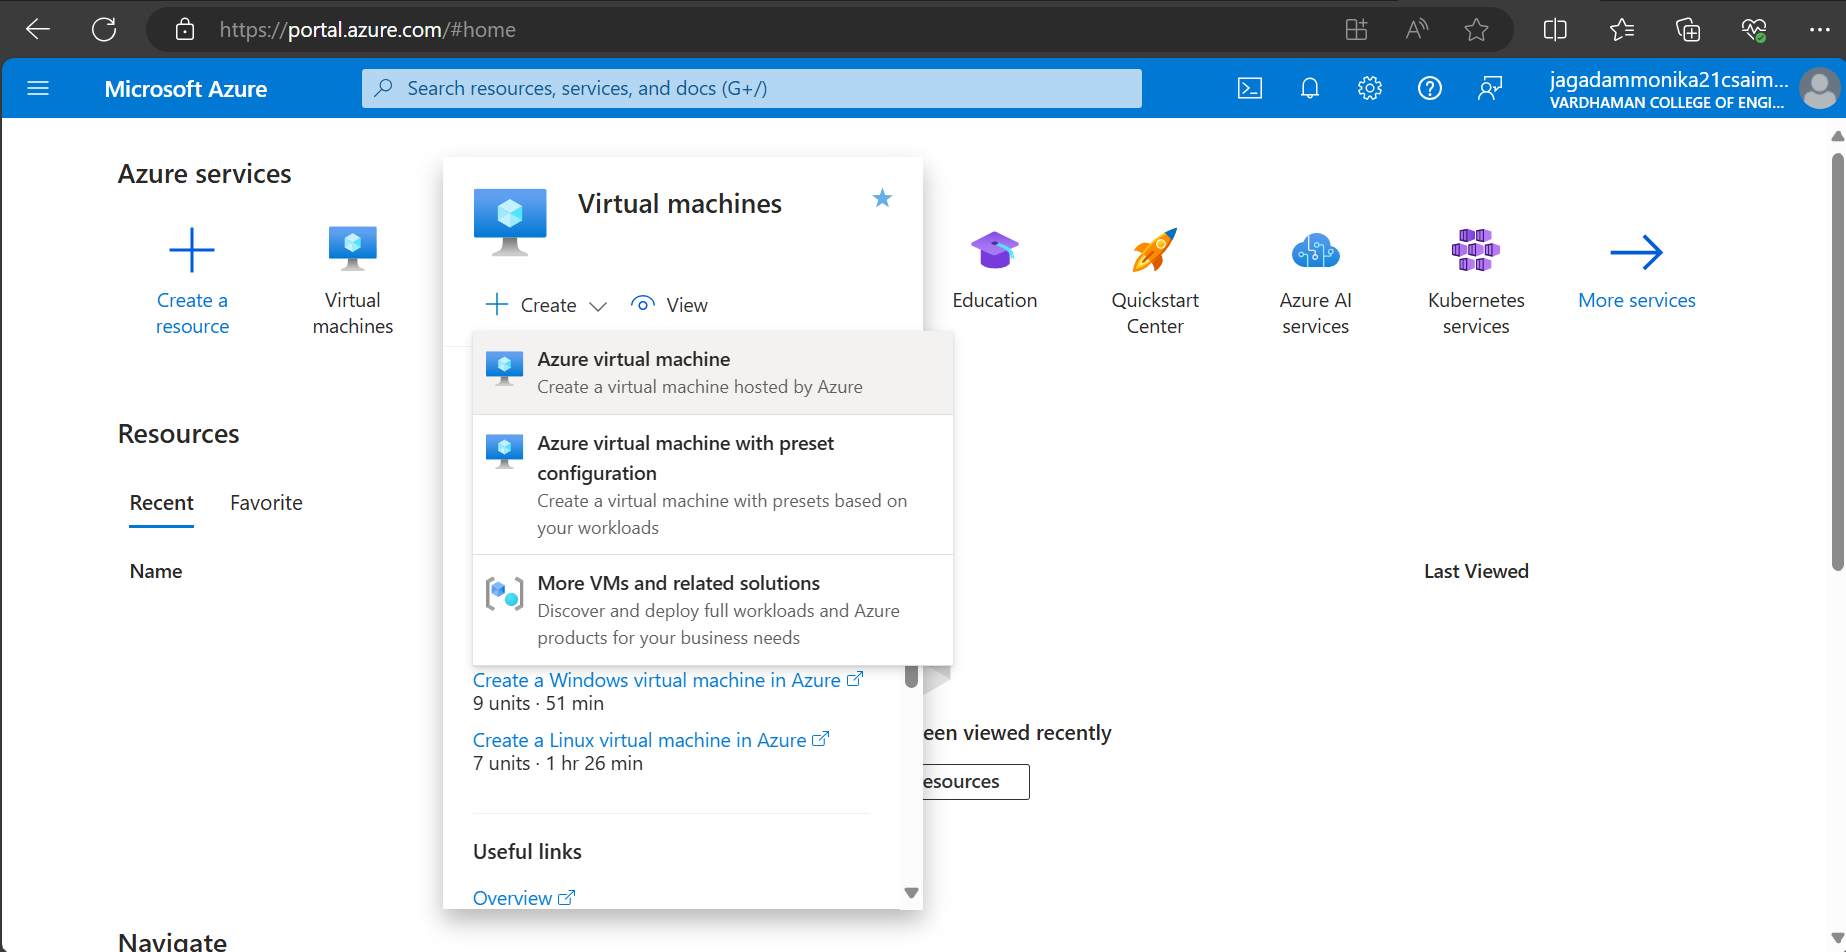 https://portal.azure.com/#home
Microsoft Azure
Search resources, services, and docs (G+/)
jagadammonika21csaim...
VARDHAMAN COLLEGE OF ENGI...
Azure services
Create a
resource
Virtual
machines
Virtual machines
Create
View
Azure virtual machine
Create a virtual machine hosted by Azure
Azure virtual machine with preset
configuration
Create a virtual machine with presets based on
your workloads
More VMs and related solutions
Discover and deploy full workloads and Azure
products for your business needs
Create a Windows virtual machine in Azure
9 units · 51 min
Create a Linux virtual machine in Azure
7 units · 1 hr 26 min
Useful links
Overview
Education
Quickstart
Center
Azure AI
services
Kubernetes
services
More services
Resources
Recent
Favorite
Name
Last Viewed
een viewed recently
esources
Navigate